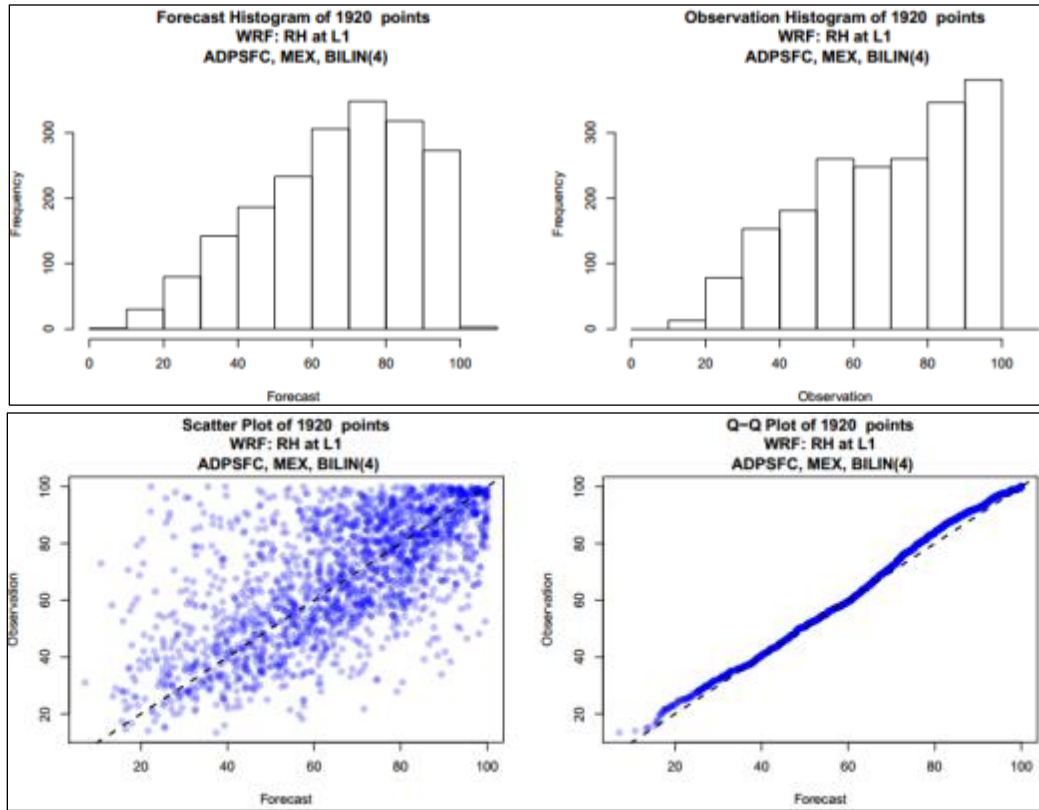 Forecast Histogram of 1920 points
WRF: RH at L1
ADPSFC, MEX, BILIN(4)
Frequency
0 100 200 300
0 20 40 60 80 100
Forecast
Observation Histogram of 1920 points
WRF: RH at L1
ADPSFC, MEX, BILIN(4)
Frequency
0 100 200 300
0 20 40 60 80 100
Observation
Scatter Plot of 1920 points
WRF: RH at L1
ADPSFC, MEX, BILIN(4)
Observation
20 40 60 80 100
20 40 60 80 100
Forecast
Q−Q Plot of 1920 points
WRF: RH at L1
ADPSFC, MEX, BILIN(4)
Observation
20 40 60 80 100
20 40 60 80 100
Forecast